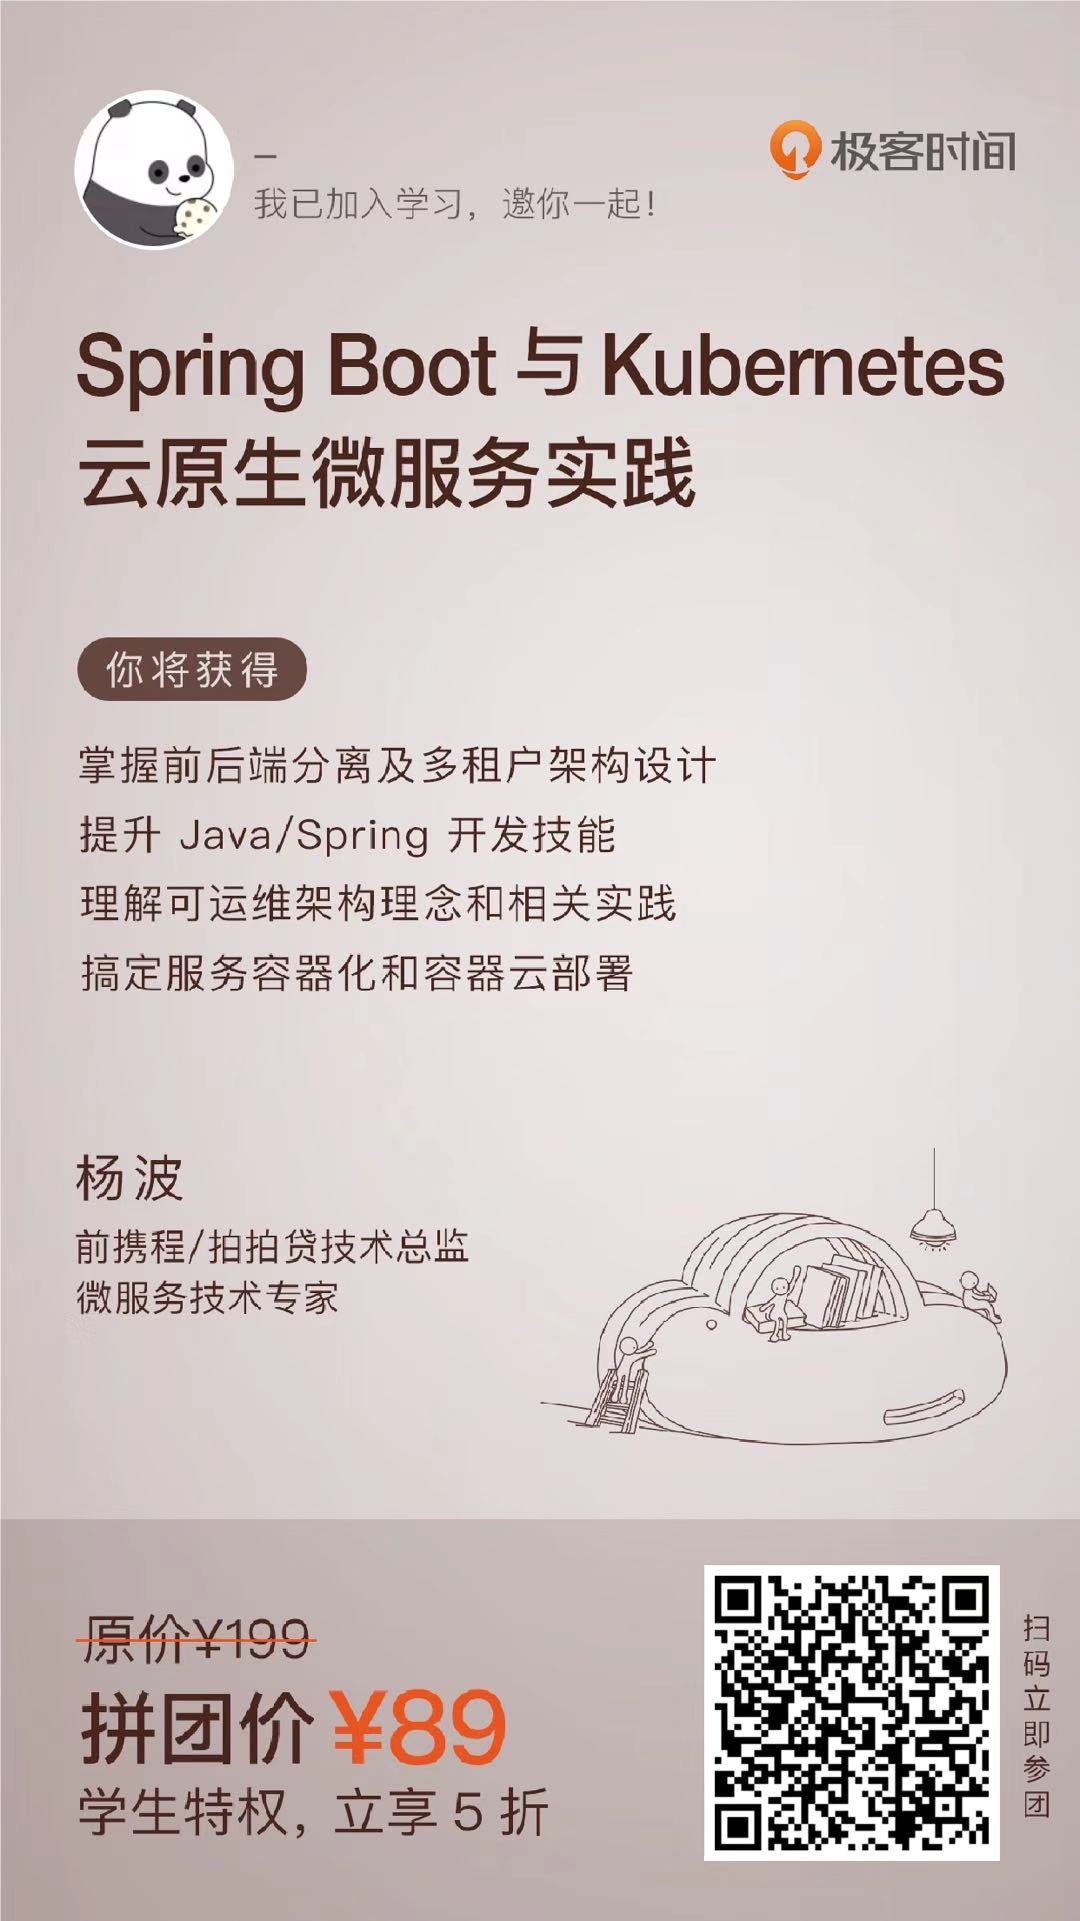 –
我已加入学习，邀你一起！
极客时间
Spring Boot 与 Kubernetes
云原生微服务实践
你将获得
掌握前后端分离及多租户架构设计
提升 Java/Spring 开发技能
理解可运维架构理念和相关实践
搞定服务容器化和容器云部署
杨波
前携程/拍拍贷技术总监
微服务技术专家
原价¥199
拼团价 ¥89
学生特权，立享 5 折
扫码立即参团